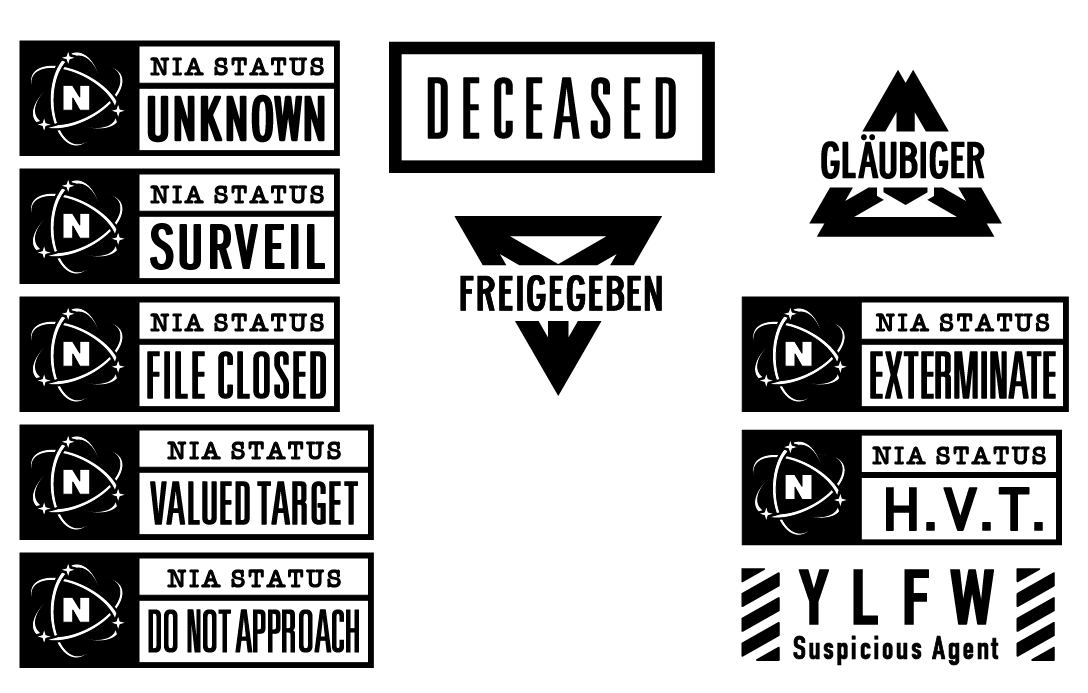 N
NIA STATUS
UNKNOWN
N
NIA STATUS
SURVEIL
N
NIA STATUS
FILE CLOSED
N
NIA STATUS
VALUED TARGET
N
NIA STATUS
DO NOT APPROACH
DECEASED
FREIGEGEBEN
GLÄUBIGER
N
NIA STATUS
EXTERMINATE
N
NIA STATUS
H.V.T.
YLFW
Suspicious Agent